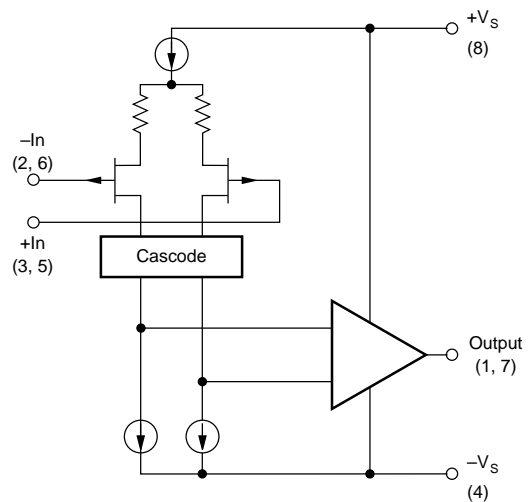 +VS
(8)
–In
(2, 6)
+In
(3, 5)
Cascode
Output
(1, 7)
–VS
(4)